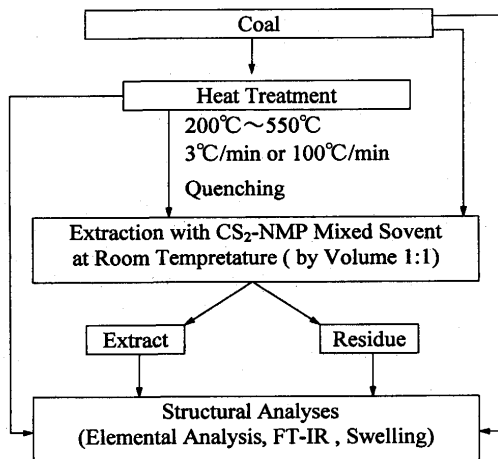 Coal
Heat Treatment
200℃～550℃
3℃/min or 100℃/min
Quenching
Extraction with CS₂-NMP Mixed Sovent
at Room Tempretature ( by Volume 1:1)
Extract
Residue
Structural Analyses
(Elemental Analysis, FT-IR , Swelling)